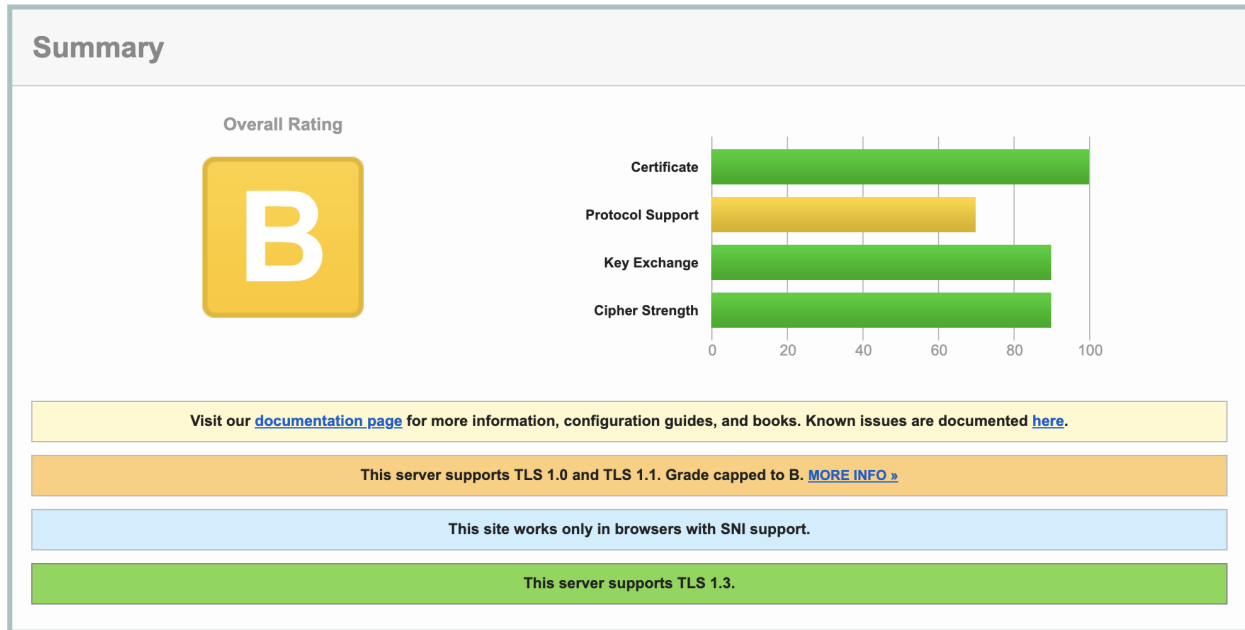 Summary
Overall Rating
B
Certificate
Protocol Support
Key Exchange
Cipher Strength
0 20 40 60 80 100
Visit our documentation page for more information, configuration guides, and books. Known issues are documented here.
This server supports TLS 1.0 and TLS 1.1. Grade capped to B. MORE INFO »
This site works only in browsers with SNI support.
This server supports TLS 1.3.